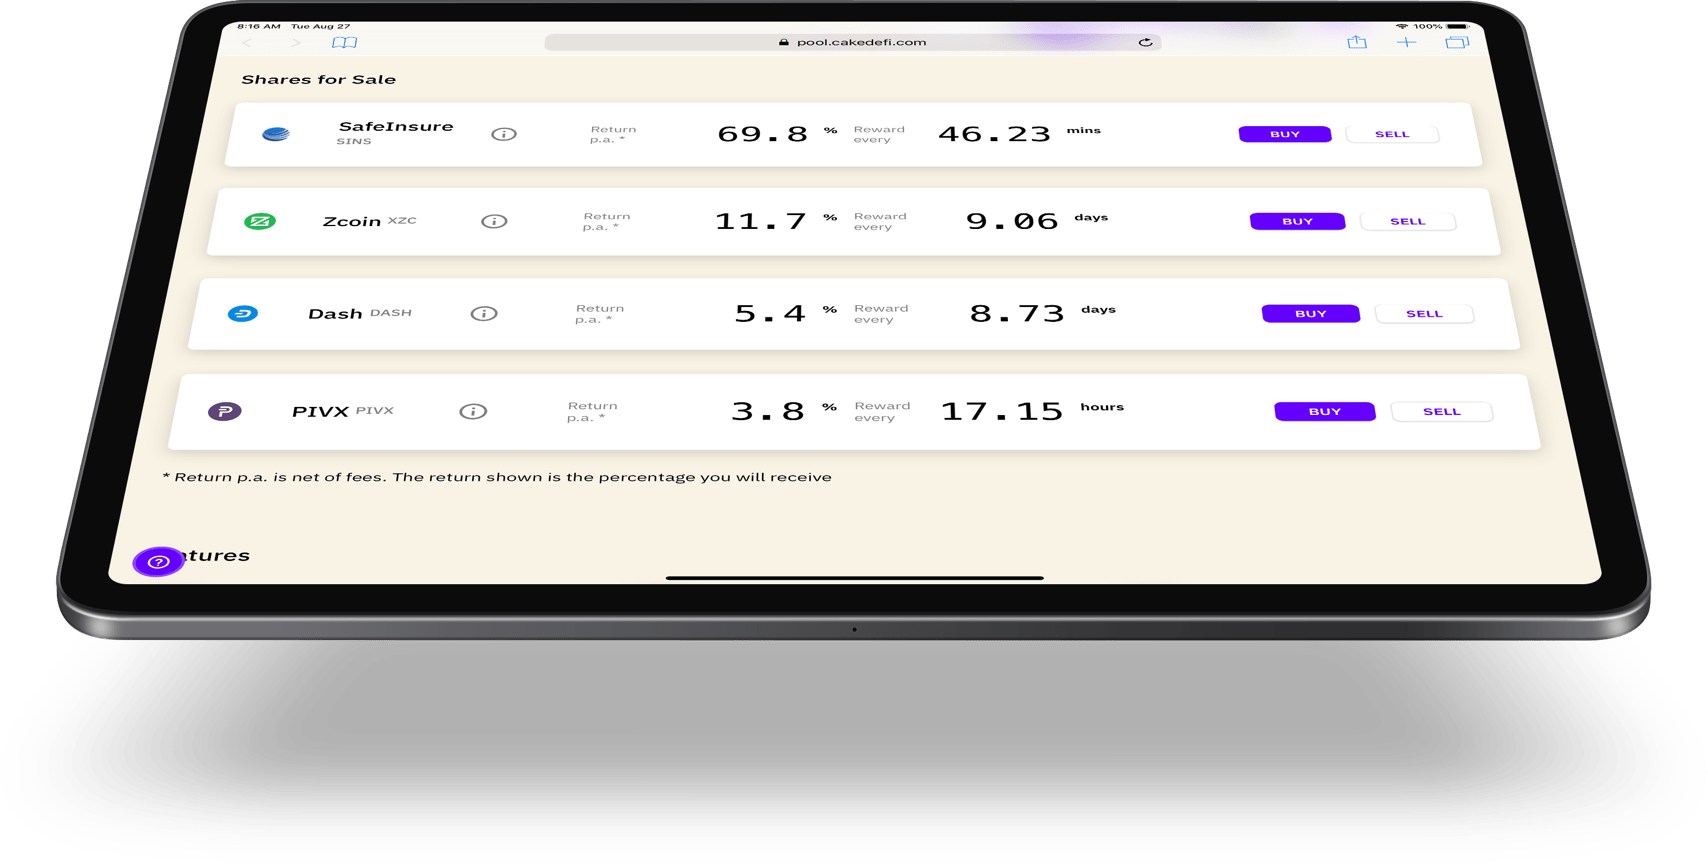 8:16 AM Tue Aug 27
100%
pool.cakedefi.com
Shares for Sale
SafeInsure
SINS
Return
p.a. *
69.8 %
Reward
every
46.23 mins
BUY
SELL
Zcoin XZC
Return
p.a. *
11.7 %
Reward
every
9.06 days
BUY
SELL
Dash DASH
Return
p.a. *
5.4 %
Reward
every
8.73 days
BUY
SELL
PIVX PIVX
Return
p.a. *
3.8 %
Reward
every
17.15 hours
BUY
SELL
* Return p.a. is net of fees. The return shown is the percentage you will receive